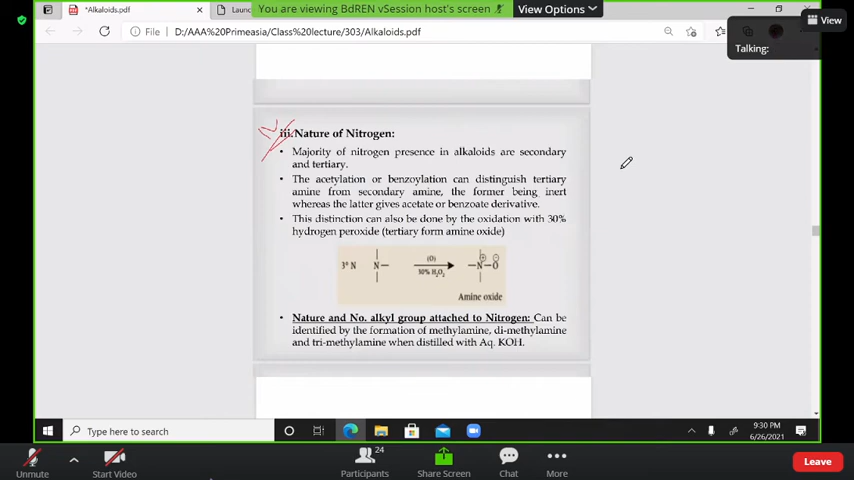 *Alkaloids.pdf
Laun
You are viewing BdREN vSession host's screen
View Options
View
Talking:
File
D:/AAA%20Primeasia/Class%20lecture/303/Alkaloids.pdf
iii. Nature of Nitrogen:
• Majority of nitrogen presence in alkaloids are secondary
and tertiary.
• The acetylation or benzoylation can distinguish tertiary
amine from secondary amine, the former being inert
whereas the latter gives acetate or benzoate derivative.
• This distinction can also be done by the oxidation with 30%
hydrogen peroxide (tertiary form amine oxide)
3° N
N
(O)
30% H₂O₂
N
O
Amine oxide
• Nature and No. alkyl group attached to Nitrogen: Can be
identified by the formation of methylamine, di-methylamine
and tri-methylamine when distilled with Aq. KOH.
Type here to search
9:30 PM
6/26/2021
Unmute
Start Video
24
Participants
Share Screen
Chat
More
Leave